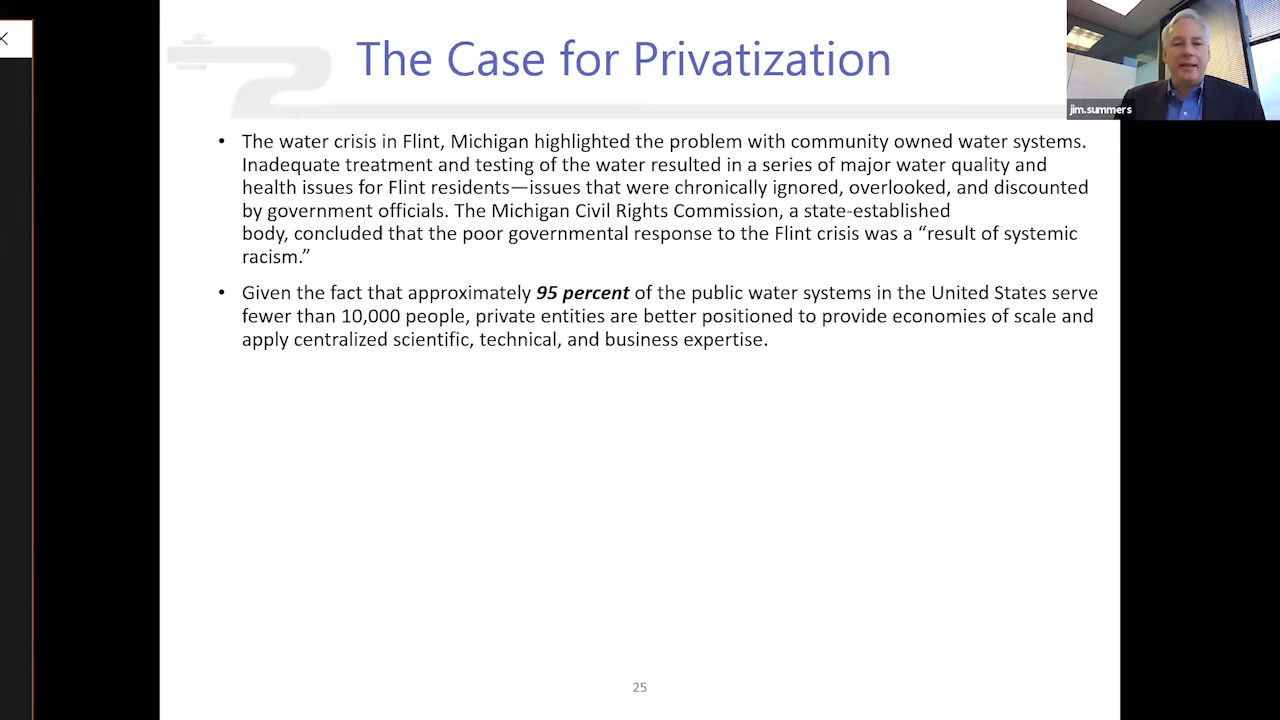 The Case for Privatization
jim.summers
• The water crisis in Flint, Michigan highlighted the problem with community owned water systems.
Inadequate treatment and testing of the water resulted in a series of major water quality and
health issues for Flint residents—issues that were chronically ignored, overlooked, and discounted
by government officials. The Michigan Civil Rights Commission, a state-established
body, concluded that the poor governmental response to the Flint crisis was a “result of systemic
racism.”
• Given the fact that approximately 95 percent of the public water systems in the United States serve
fewer than 10,000 people, private entities are better positioned to provide economies of scale and
apply centralized scientific, technical, and business expertise.
25